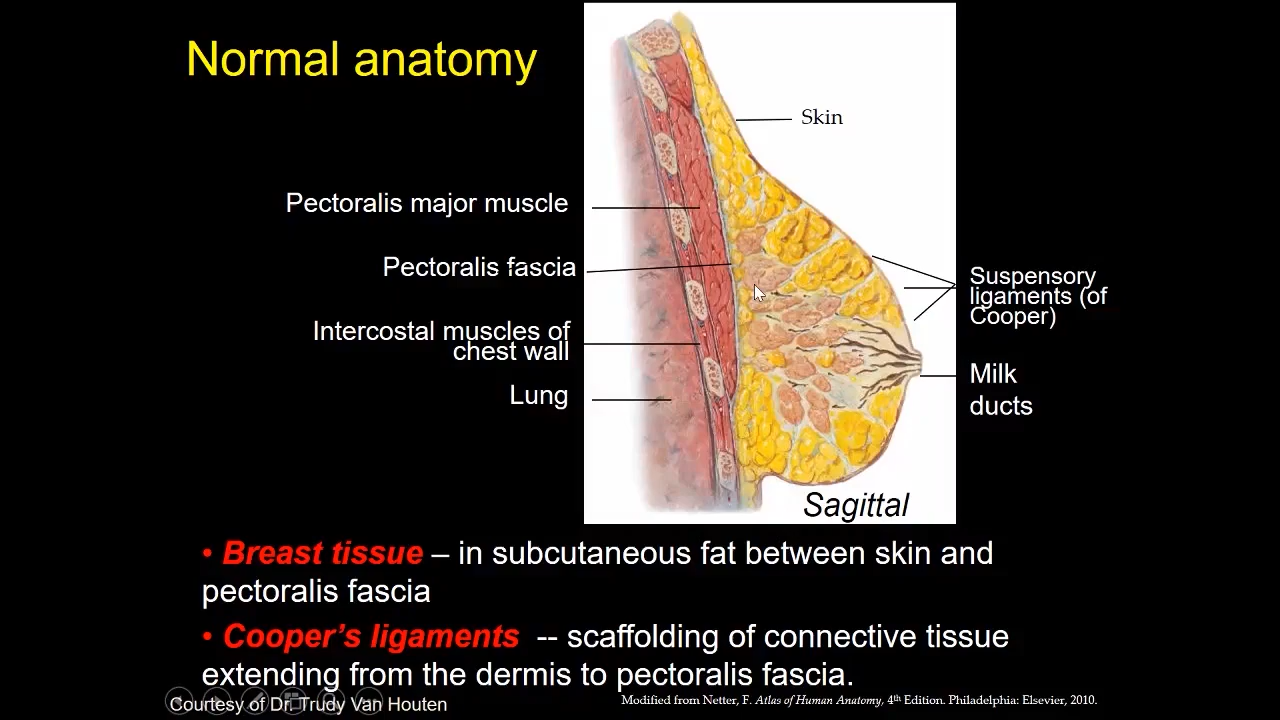 Normal anatomy
Skin
Pectoralis major muscle
Pectoralis fascia
Intercostal muscles of
chest wall
Lung
Suspensory
ligaments (of
Cooper)
Milk
ducts
Sagittal
• Breast tissue – in subcutaneous fat between skin and
pectoralis fascia
• Cooper’s ligaments -- scaffolding of connective tissue
extending from the dermis to pectoralis fascia.
Courtesy of Dr. Trudy Van Houten
Modified from Netter, F. Atlas of Human Anatomy, 4th Edition. Philadelphia: Elsevier, 2010.